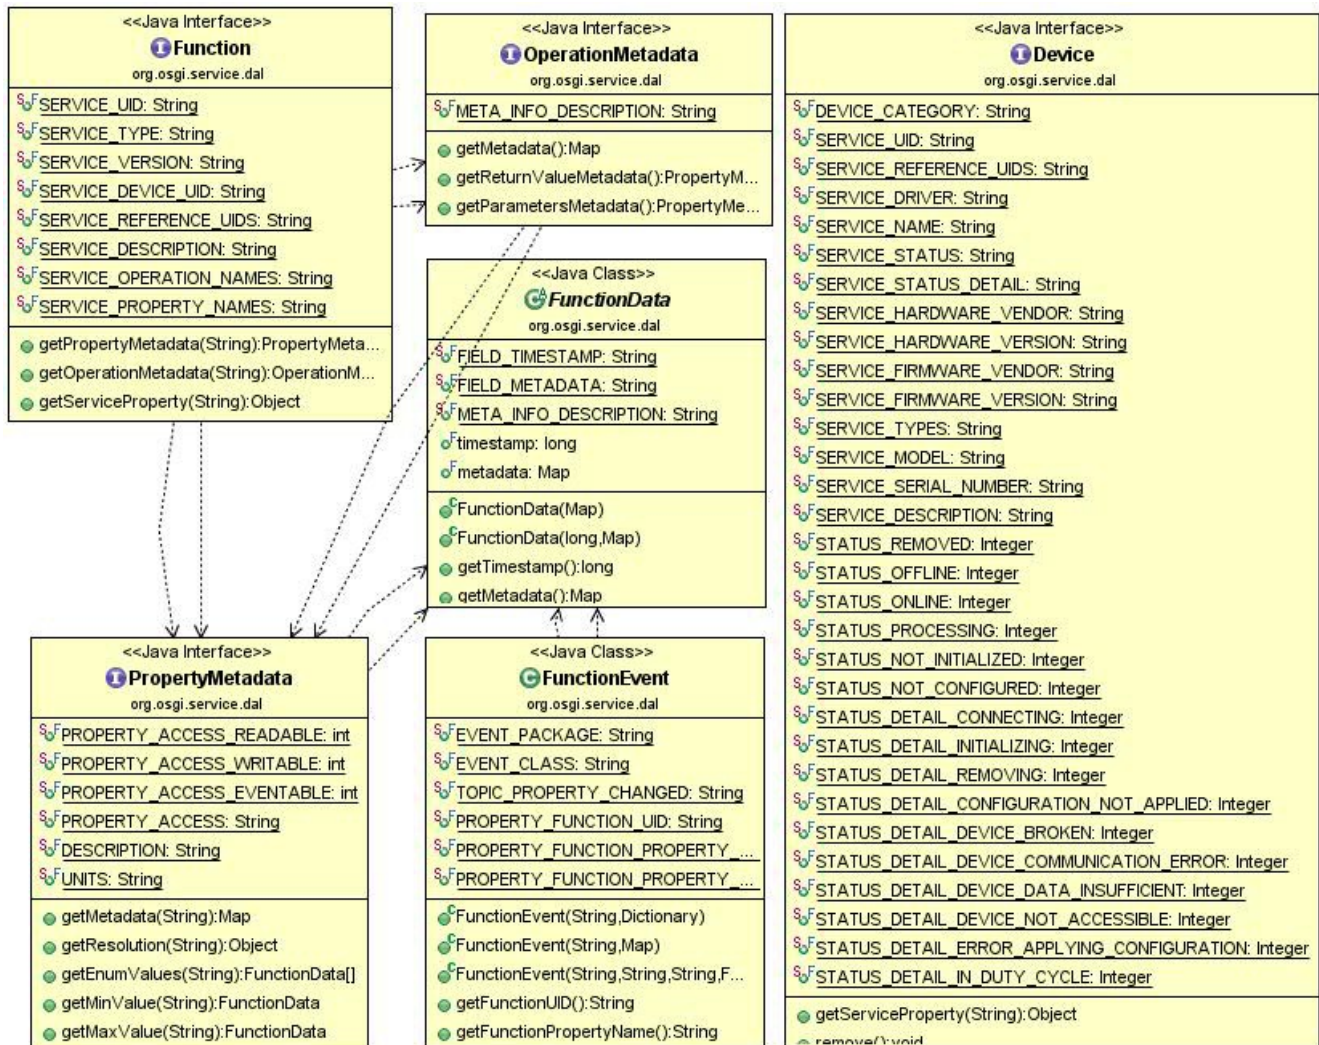 <<Java Interface>>
Function
org.osgi.service.dal
SERVICE_UID: String
SERVICE_TYPE: String
SERVICE_VERSION: String
SERVICE_DEVICE_UID: String
SERVICE_REFERENCE_UIDS: String
SERVICE_DESCRIPTION: String
SERVICE_OPERATION_NAMES: String
SERVICE_PROPERTY_NAMES: String
getPropertyMetadata(String):PropertyMeta...
getOperationMetadata(String):OperationM...
getServiceProperty(String):Object
<<Java Interface>>
OperationMetadata
org.osgi.service.dal
META_INFO_DESCRIPTION: String
getMetadata():Map
getReturnValueMetadata():PropertyM...
getParametersMetadata():PropertyMe...
<<Java Class>>
FunctionData
org.osgi.service.dal
FIELD_TIMESTAMP: String
FIELD_METADATA: String
META_INFO_DESCRIPTION: String
timestamp: long
metadata: Map
FunctionData(Map)
FunctionData(long,Map)
getTimestamp():long
getMetadata():Map
<<Java Interface>>
PropertyMetadata
org.osgi.service.dal
PROPERTY_ACCESS_READABLE: int
PROPERTY_ACCESS_WRITABLE: int
PROPERTY_ACCESS_EVENTABLE: int
PROPERTY_ACCESS: String
DESCRIPTION: String
UNITS: String
getMetadata(String):Map
getResolution(String):Object
getEnumValues(String):FunctionData[]
getMinValue(String):FunctionData
getMaxValue(String):FunctionData
<<Java Class>>
FunctionEvent
org.osgi.service.dal
EVENT_PACKAGE: String
EVENT_CLASS: String
TOPIC_PROPERTY_CHANGED: String
PROPERTY_FUNCTION_UID: String
PROPERTY_FUNCTION_PROPERTY_...
PROPERTY_FUNCTION_PROPERTY_...
FunctionEvent(String,Dictionary)
FunctionEvent(String,Map)
FunctionEvent(String,String,String,F...
getFunctionUID():String
getFunctionPropertyName():String
<<Java Interface>>
Device
org.osgi.service.dal
DEVICE_CATEGORY: String
SERVICE_UID: String
SERVICE_REFERENCE_UIDS: String
SERVICE_DRIVER: String
SERVICE_NAME: String
SERVICE_STATUS: String
SERVICE_STATUS_DETAIL: String
SERVICE_HARDWARE_VENDOR: String
SERVICE_HARDWARE_VERSION: String
SERVICE_FIRMWARE_VENDOR: String
SERVICE_FIRMWARE_VERSION: String
SERVICE_TYPES: String
SERVICE_MODEL: String
SERVICE_SERIAL_NUMBER: String
SERVICE_DESCRIPTION: String
STATUS_REMOVED: Integer
STATUS_OFFLINE: Integer
STATUS_ONLINE: Integer
STATUS_PROCESSING: Integer
STATUS_NOT_INITIALIZED: Integer
STATUS_NOT_CONFIGURED: Integer
STATUS_DETAIL_CONNECTING: Integer
STATUS_DETAIL_INITIALIZING: Integer
STATUS_DETAIL_REMOVING: Integer
STATUS_DETAIL_CONFIGURATION_NOT_APPLIED: Integer
STATUS_DETAIL_DEVICE_BROKEN: Integer
STATUS_DETAIL_DEVICE_COMMUNICATION_ERROR: Integer
STATUS_DETAIL_DEVICE_DATA_INSUFFICIENT: Integer
STATUS_DETAIL_DEVICE_NOT_ACCESSIBLE: Integer
STATUS_DETAIL_ERROR_APPLYING_CONFIGURATION: Integer
STATUS_DETAIL_IN_DUTY_CYCLE: Integer
getServiceProperty(String):Object
remove():void